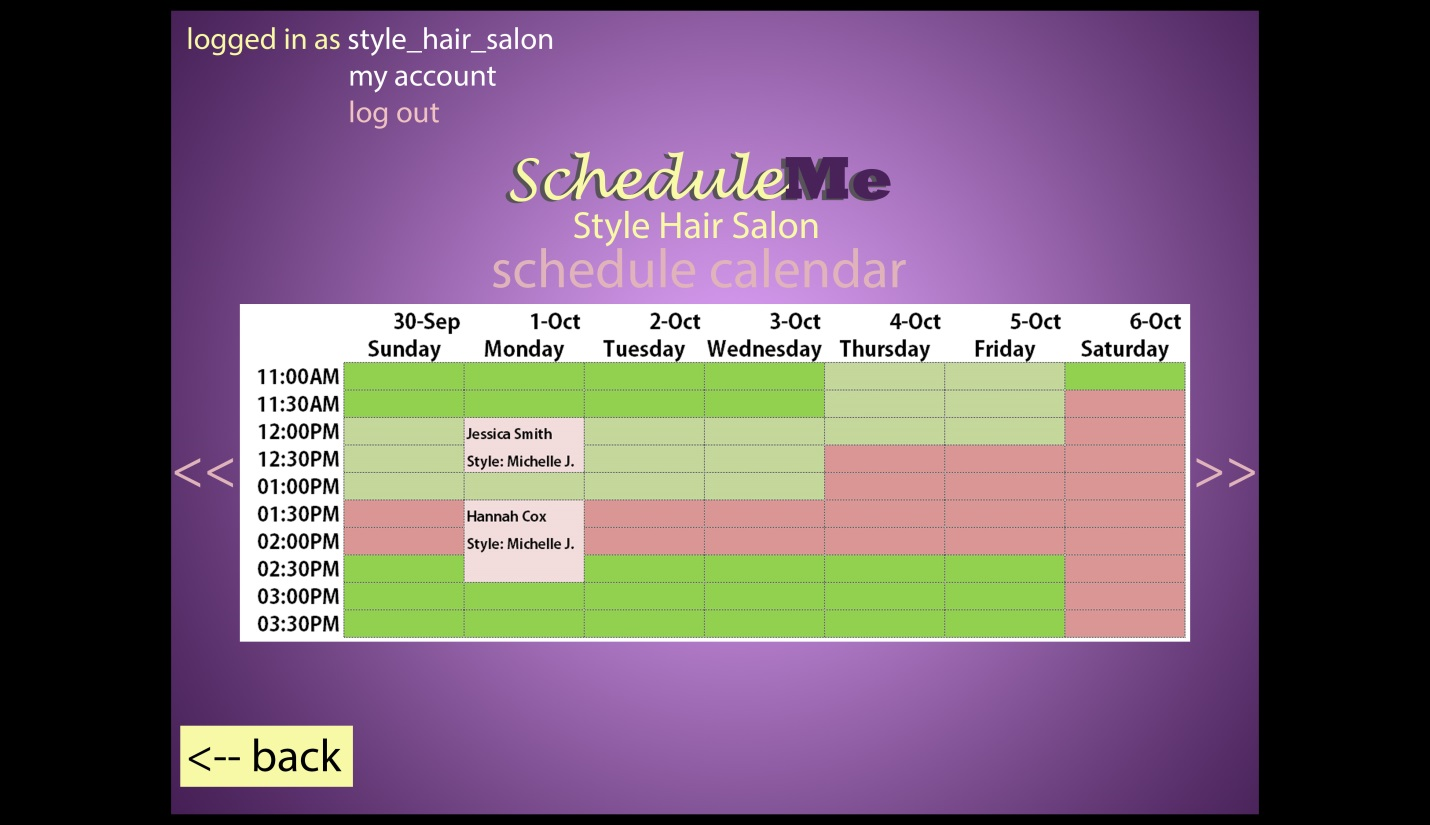 logged in as style_hair_salon
my account
log out
ScheduleMe
Style Hair Salon
schedule calendar
30-Sep 1-Oct 2-Oct 3-Oct 4-Oct 5-Oct 6-Oct
Sunday Monday Tuesday Wednesday Thursday Friday Saturday
11:00AM
11:30AM
12:00PM Jessica Smith
12:30PM Style: Michelle J.
<< >>
01:00PM
01:30PM Hannah Cox
02:00PM Style: Michelle J.
02:30PM
03:00PM
03:30PM
<-- back